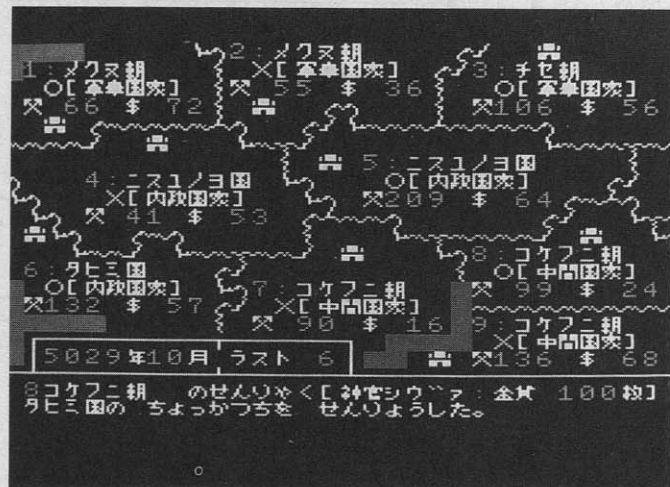 1:メクヌ朝
○[軍事国家]
66 $ 72
2:メクヌ朝
×[軍事国家]
55 $ 36
3:チセ朝
○[軍事国家]
106 $ 56
4:ニスユノヨ国
×[内政国家]
41 $ 53
5:ニスユノヨ国
○[内政国家]
209 $ 64
6:タヒミ国
○[内政国家]
132 $ 57
7:コケフニ朝
×[中間国家]
90 $ 16
8:コケフニ朝
○[中間国家]
99 $ 24
9:コケフニ朝
×[中間国家]
136 $ 68
5029年10月 ラスト 6
8コケフニ朝 のせんりゃく[神官シヴァ:金貨 100枚]
タヒミ国の ちょっかつちを せんりょうした。